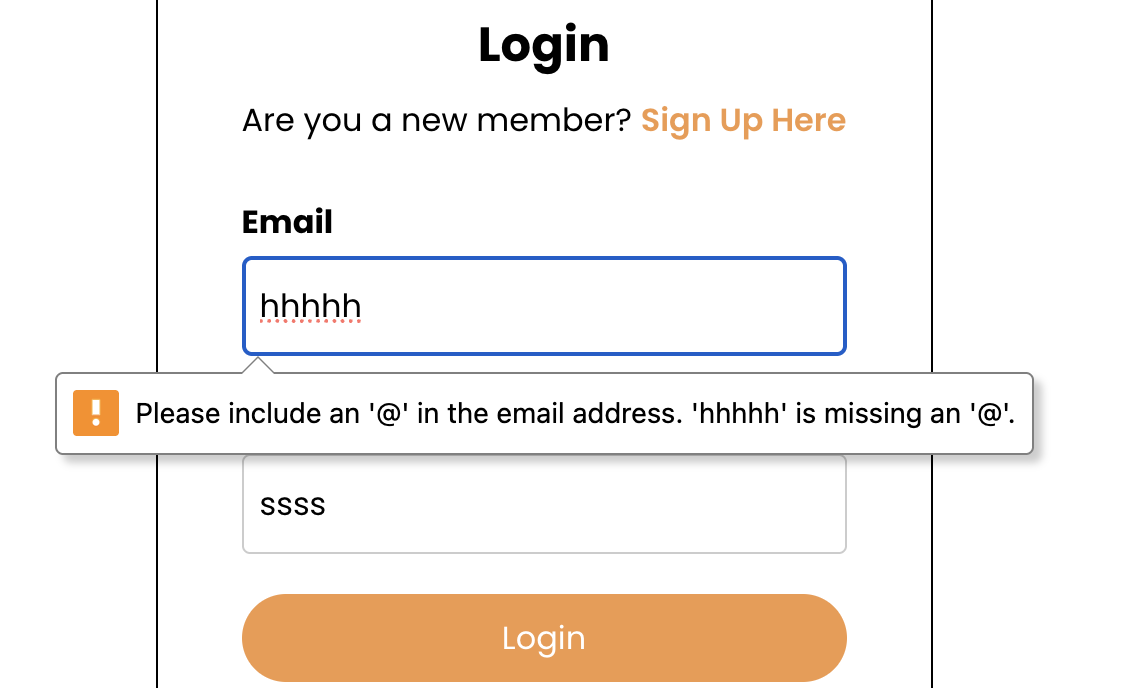 Login
Are you a new member? Sign Up Here
Email
hhhhh
Please include an '@' in the email address. 'hhhhh' is missing an '@'.
ssss
Login